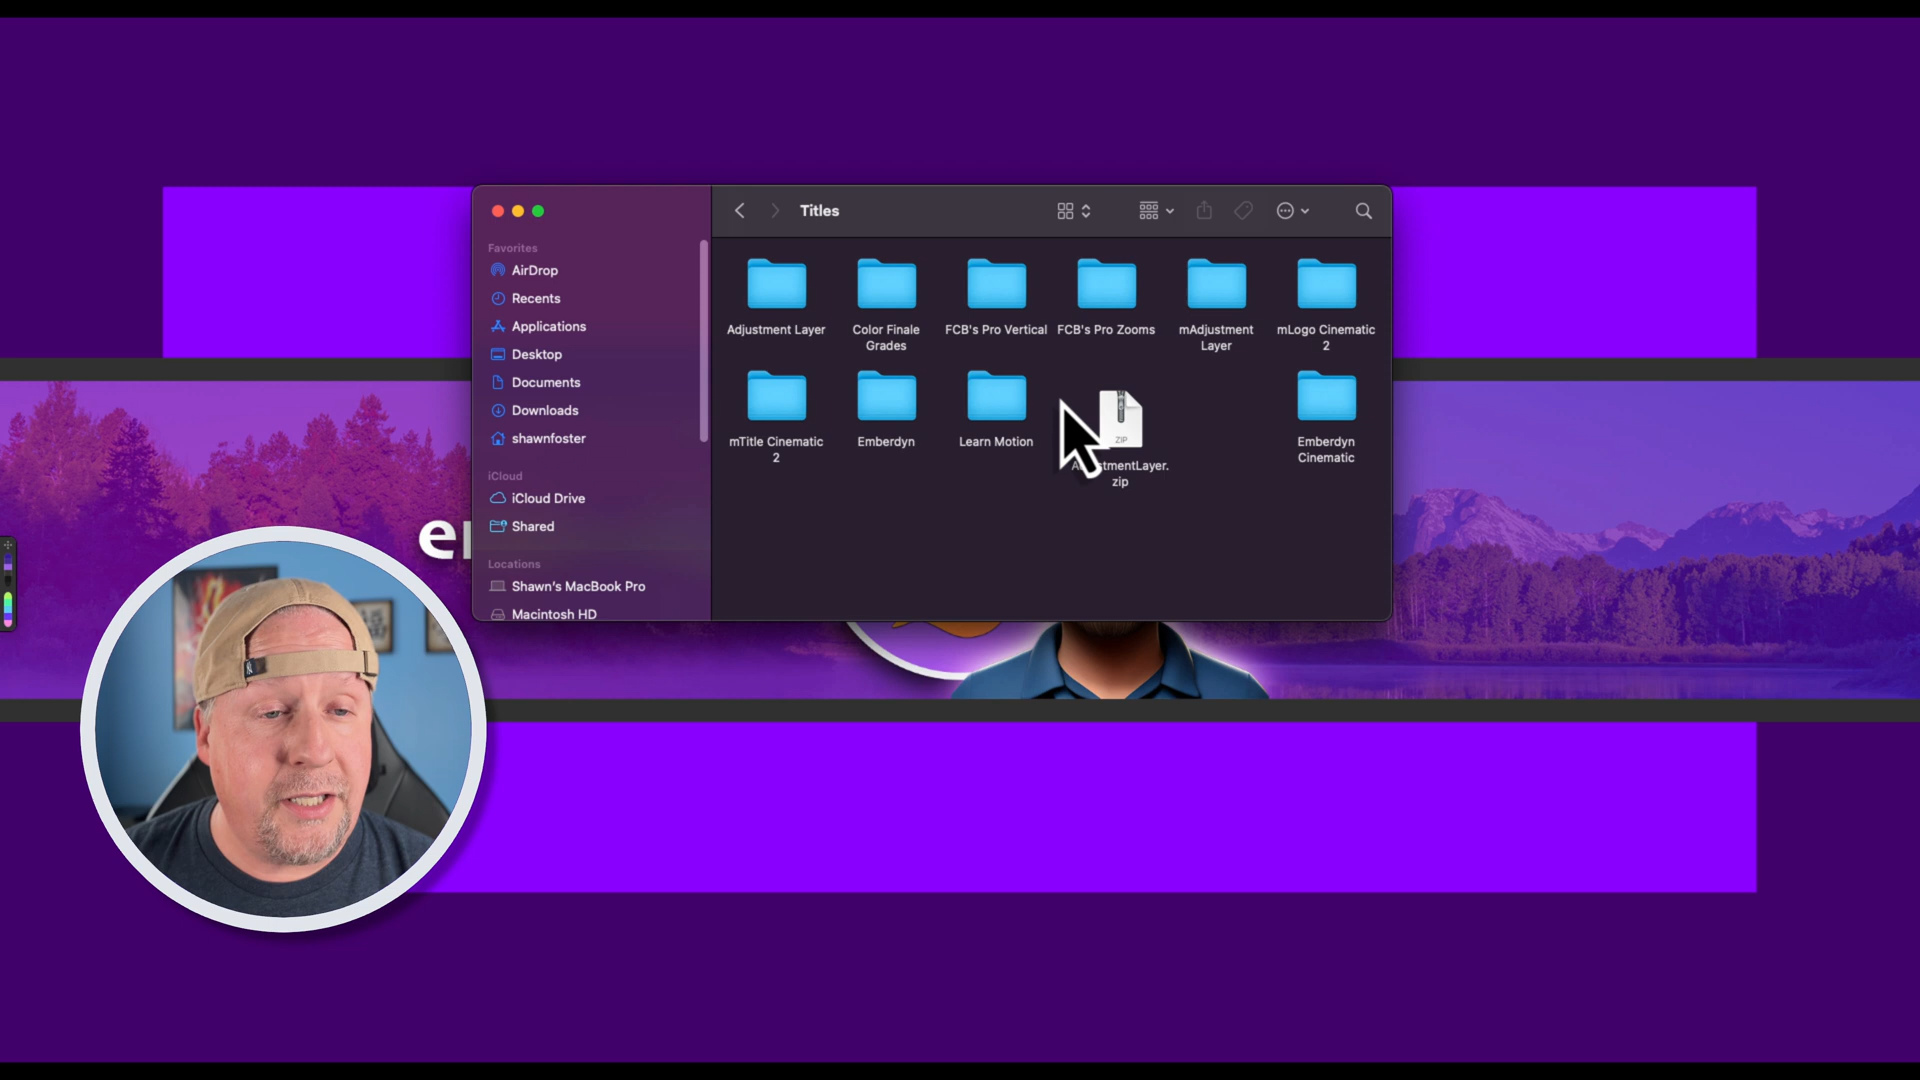 Titles
Favorites
AirDrop
Recents
Applications
Desktop
Documents
Downloads
shawnfoster
iCloud
iCloud Drive
Shared
Locations
Shawn's MacBook Pro
Macintosh HD
Adjustment Layer
Color Finale
Grades
FCB's Pro Vertical
FCB's Pro Zooms
mAdjustment
Layer
mLogo Cinematic
2
mTitle Cinematic
2
Emberdyn
Learn Motion
ZIP
AdjustmentLayer.
zip
Emberdyn
Cinematic